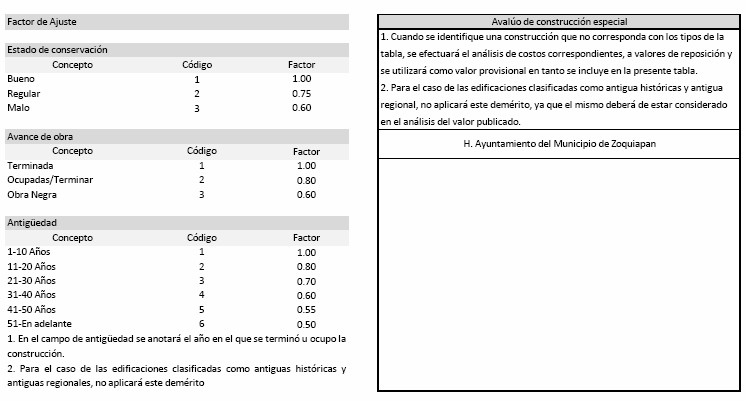 Factor de Ajuste
Estado de conservación
Concepto Código Factor
Bueno 1 1.00
Regular 2 0.75
Malo 3 0.60
Avance de obra
Concepto Código Factor
Terminada 1 1.00
Ocupadas/Terminar 2 0.80
Obra Negra 3 0.60
Antigüedad
Concepto Código Factor
1-10 Años 1 1.00
11-20 Años 2 0.80
21-30 Años 3 0.70
31-40 Años 4 0.60
41-50 Años 5 0.55
51-En adelante 6 0.50
1. En el campo de antigüedad se anotará el año en el que se terminó u ocupo la
construcción.
2. Para el caso de las edificaciones clasificadas como antiguas históricas y
antiguas regionales, no aplicará este demérito
Avalúo de construcción especial
1. Cuando se identifique una construcción que no corresponda con los tipos de la
tabla, se efectuará el análisis de costos correspondientes, a valores de reposición y
se utilizará como valor provisional en tanto se incluye en la presente tabla.
2. Para el caso de las edificaciones clasificadas como antigua históricas y antigua
regional, no aplicará este demérito, ya que el mismo deberá de estar considerado
en el análisis del valor publicado.
H. Ayuntamiento del Municipio de Zoquiapan